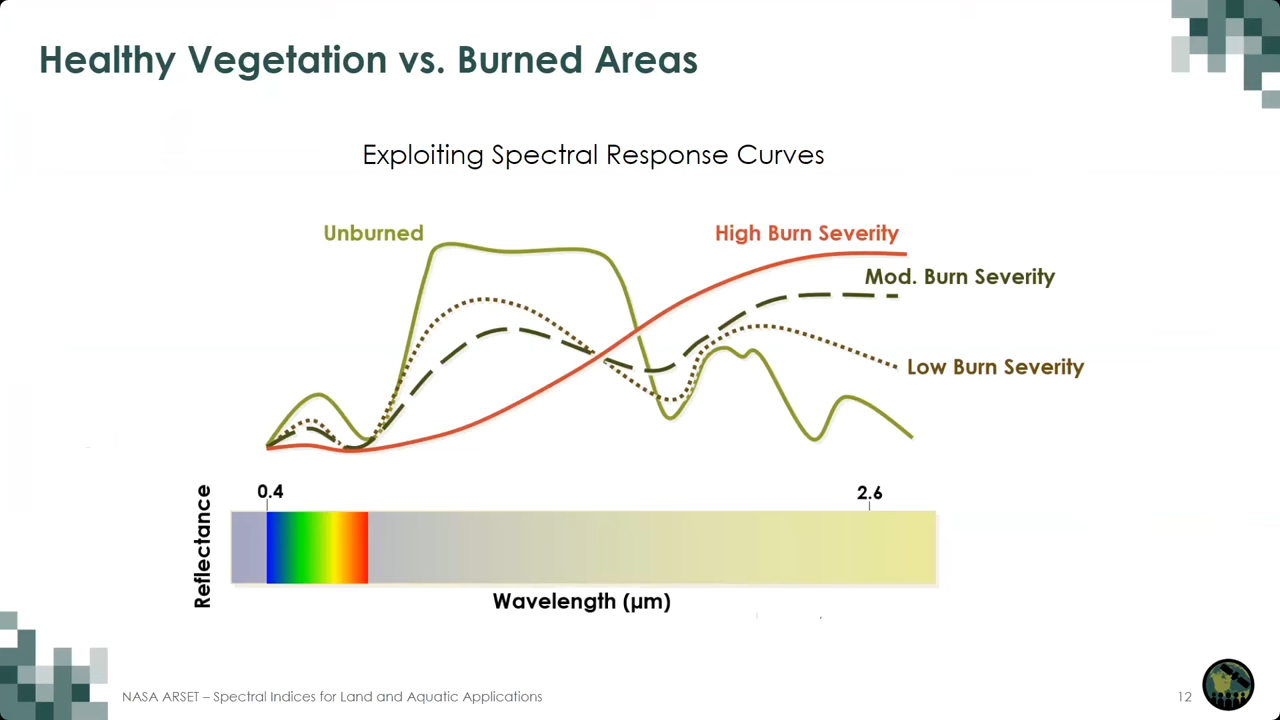 Healthy Vegetation vs. Burned Areas
Exploiting Spectral Response Curves
Unburned
High Burn Severity
Mod. Burn Severity
Low Burn Severity
0.4
2.6
Reflectance
Wavelength (µm)
NASA ARSET – Spectral Indices for Land and Aquatic Applications
12